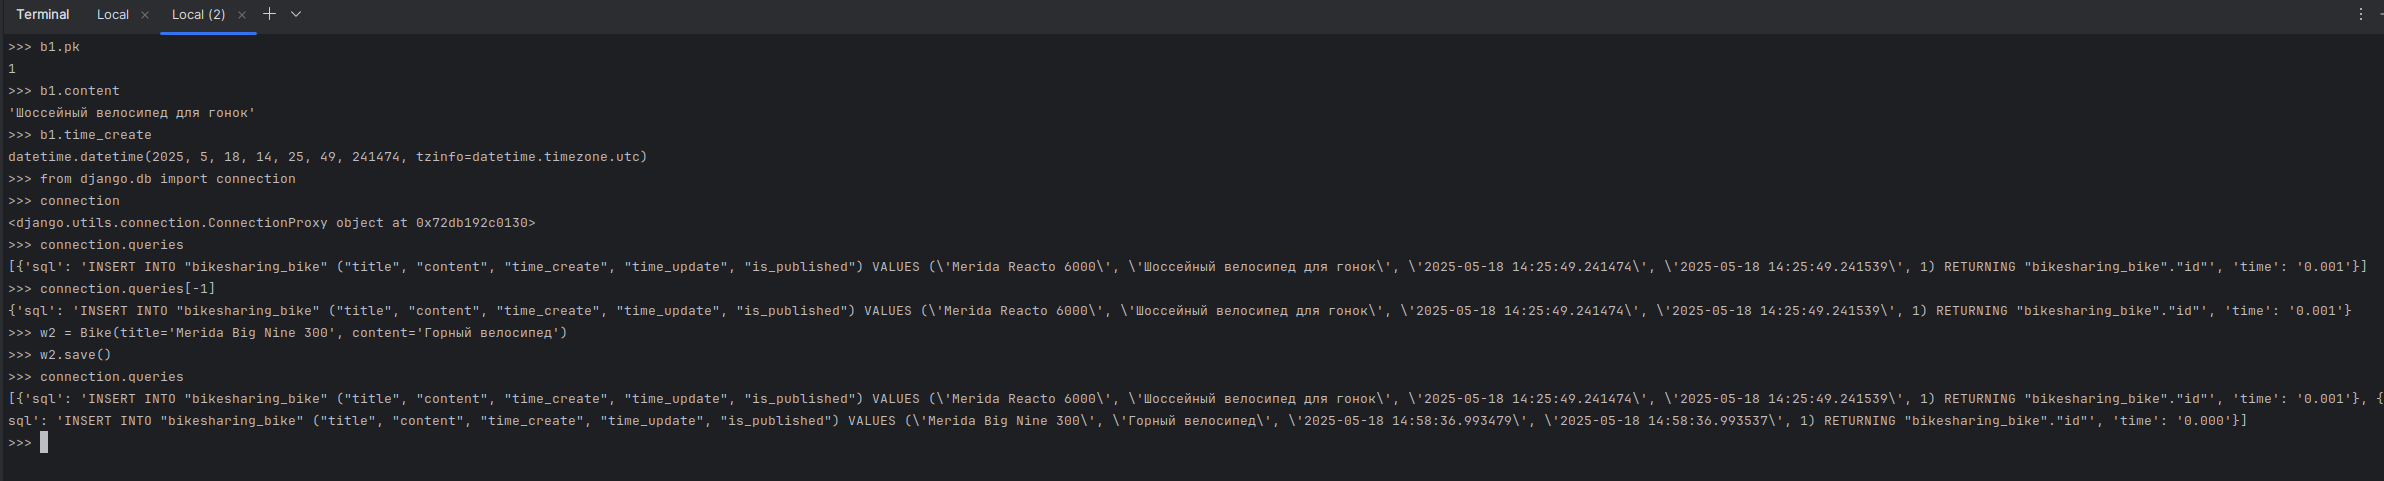 Terminal Local Local (2)
>>> b1.pk
1
>>> b1.content
'Шоссейный велосипед для гонок'
>>> b1.time_create
datetime.datetime(2025, 5, 18, 14, 25, 49, 241474, tzinfo=datetime.timezone.utc)
>>> from django.db import connection
>>> connection
<django.utils.connection.ConnectionProxy object at 0x72db192c0130>
>>> connection.queries
[{'sql': 'INSERT INTO "bikesharing_bike" ("title", "content", "time_create", "time_update", "is_published") VALUES (\'Merida Reacto 6000\', \'Шоссейный велосипед для гонок\', \'2025-05-18 14:25:49.241474\', \'2025-05-18 14:25:49.241539\', 1) RETURNING "bikesharing_bike"."id"', 'time': '0.001'}]
>>> connection.queries[-1]
{'sql': 'INSERT INTO "bikesharing_bike" ("title", "content", "time_create", "time_update", "is_published") VALUES (\'Merida Reacto 6000\', \'Шоссейный велосипед для гонок\', \'2025-05-18 14:25:49.241474\', \'2025-05-18 14:25:49.241539\', 1) RETURNING "bikesharing_bike"."id"', 'time': '0.001'}
>>> w2 = Bike(title='Merida Big Nine 300', content='Горный велосипед')
>>> w2.save()
>>> connection.queries
[{'sql': 'INSERT INTO "bikesharing_bike" ("title", "content", "time_create", "time_update", "is_published") VALUES (\'Merida Reacto 6000\', \'Шоссейный велосипед для гонок\', \'2025-05-18 14:25:49.241474\', \'2025-05-18 14:25:49.241539\', 1) RETURNING "bikesharing_bike"."id"', 'time': '0.001'}, {
sql': 'INSERT INTO "bikesharing_bike" ("title", "content", "time_create", "time_update", "is_published") VALUES (\'Merida Big Nine 300\', \'Горный велосипед\', \'2025-05-18 14:58:36.993479\', \'2025-05-18 14:58:36.993537\', 1) RETURNING "bikesharing_bike"."id"', 'time': '0.000'}]
>>>